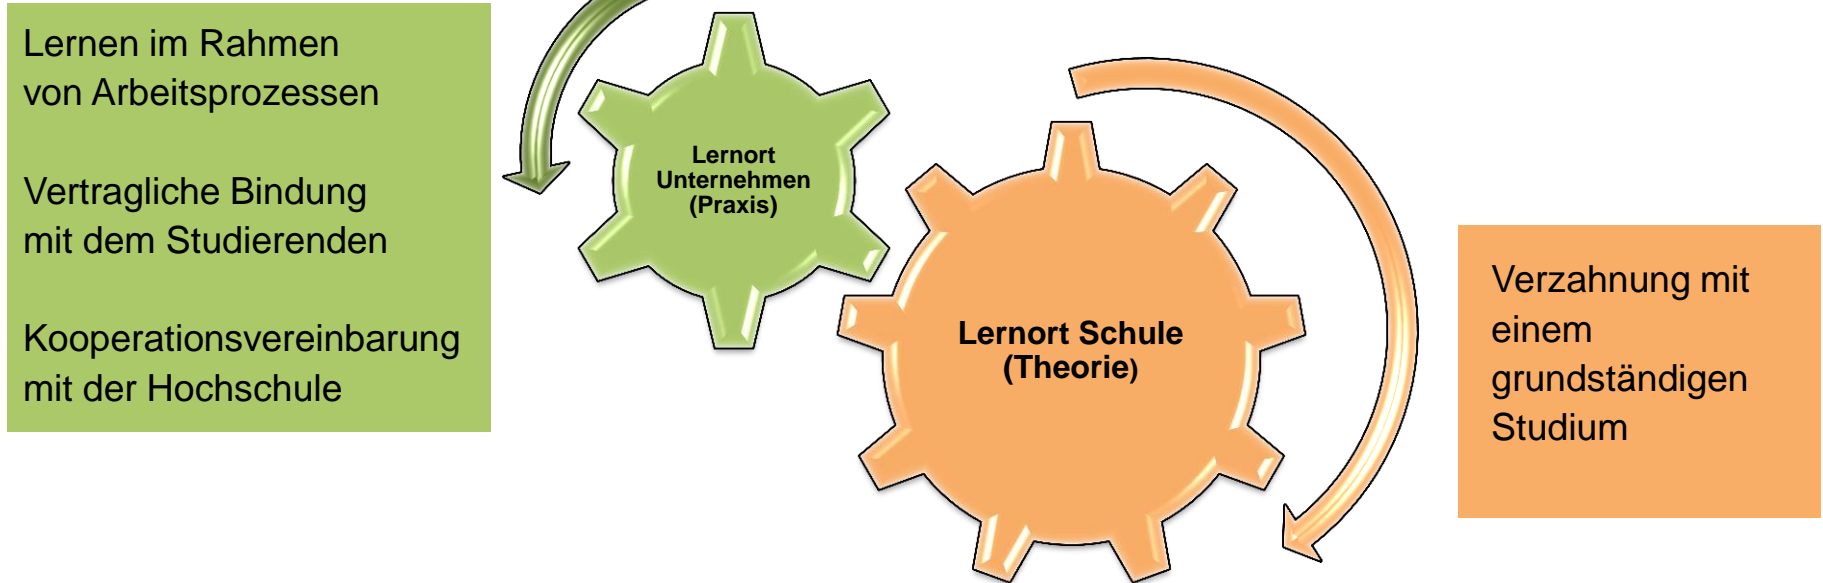 Lernen im Rahmen
von Arbeitsprozessen
Vertragliche Bindung
mit dem Studierenden
Kooperationsvereinbarung
mit der Hochschule
Lernort
Unternehmen
(Praxis)
Lernort Schule
(Theorie)
Verzahnung mit
einem
grundständigen
Studium